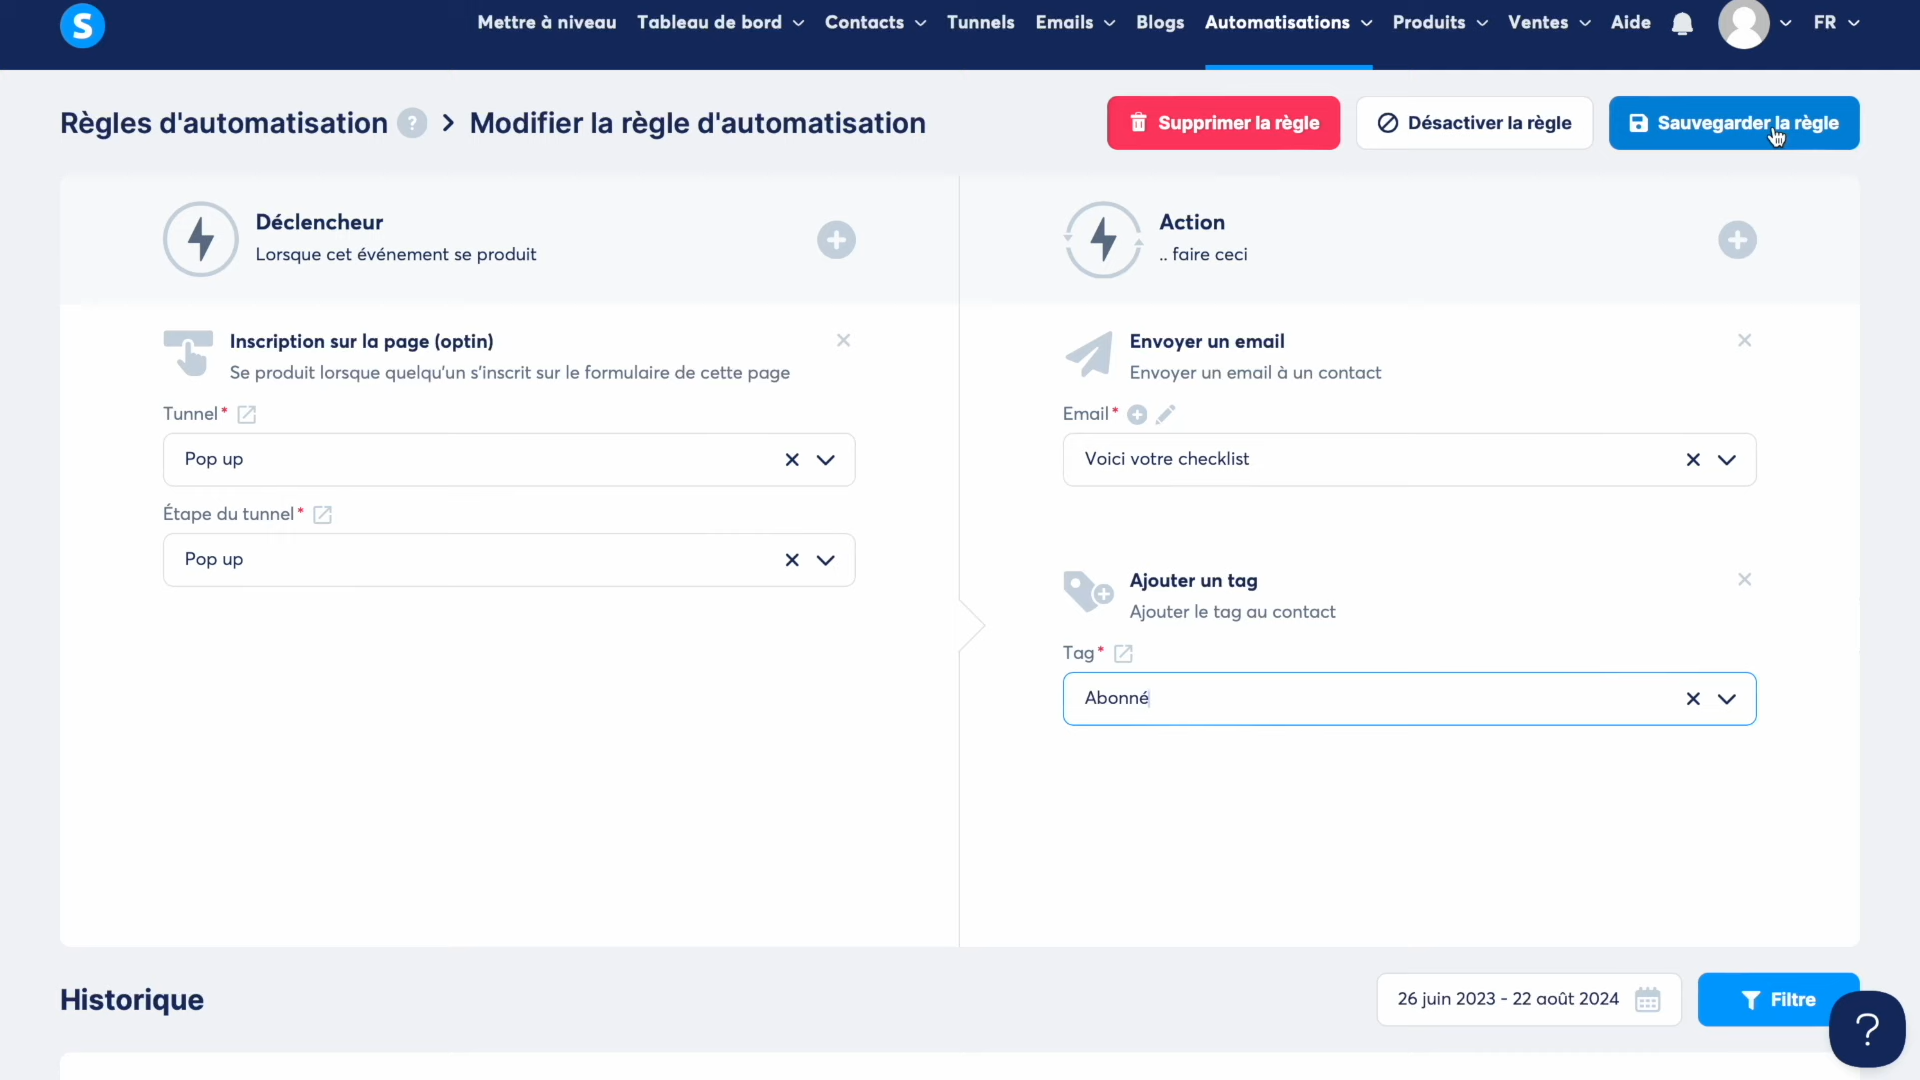 S
Mettre à niveau Tableau de bord Contacts Tunnels Emails Blogs Automatisations Produits Ventes Aide FR
Règles d'automatisation ? > Modifier la règle d'automatisation
Supprimer la règle
Désactiver la règle
Sauvegarder la règle
Déclencheur
Lorsque cet événement se produit
Inscription sur la page (optin)
Se produit lorsque quelqu'un s'inscrit sur le formulaire de cette page
Tunnel*
Pop up
Étape du tunnel*
Pop up
Action
.. faire ceci
Envoyer un email
Envoyer un email à un contact
Email*
Voici votre checklist
Ajouter un tag
Ajouter le tag au contact
Tag*
Abonné
Historique
26 juin 2023 - 22 août 2024
Filtre
?